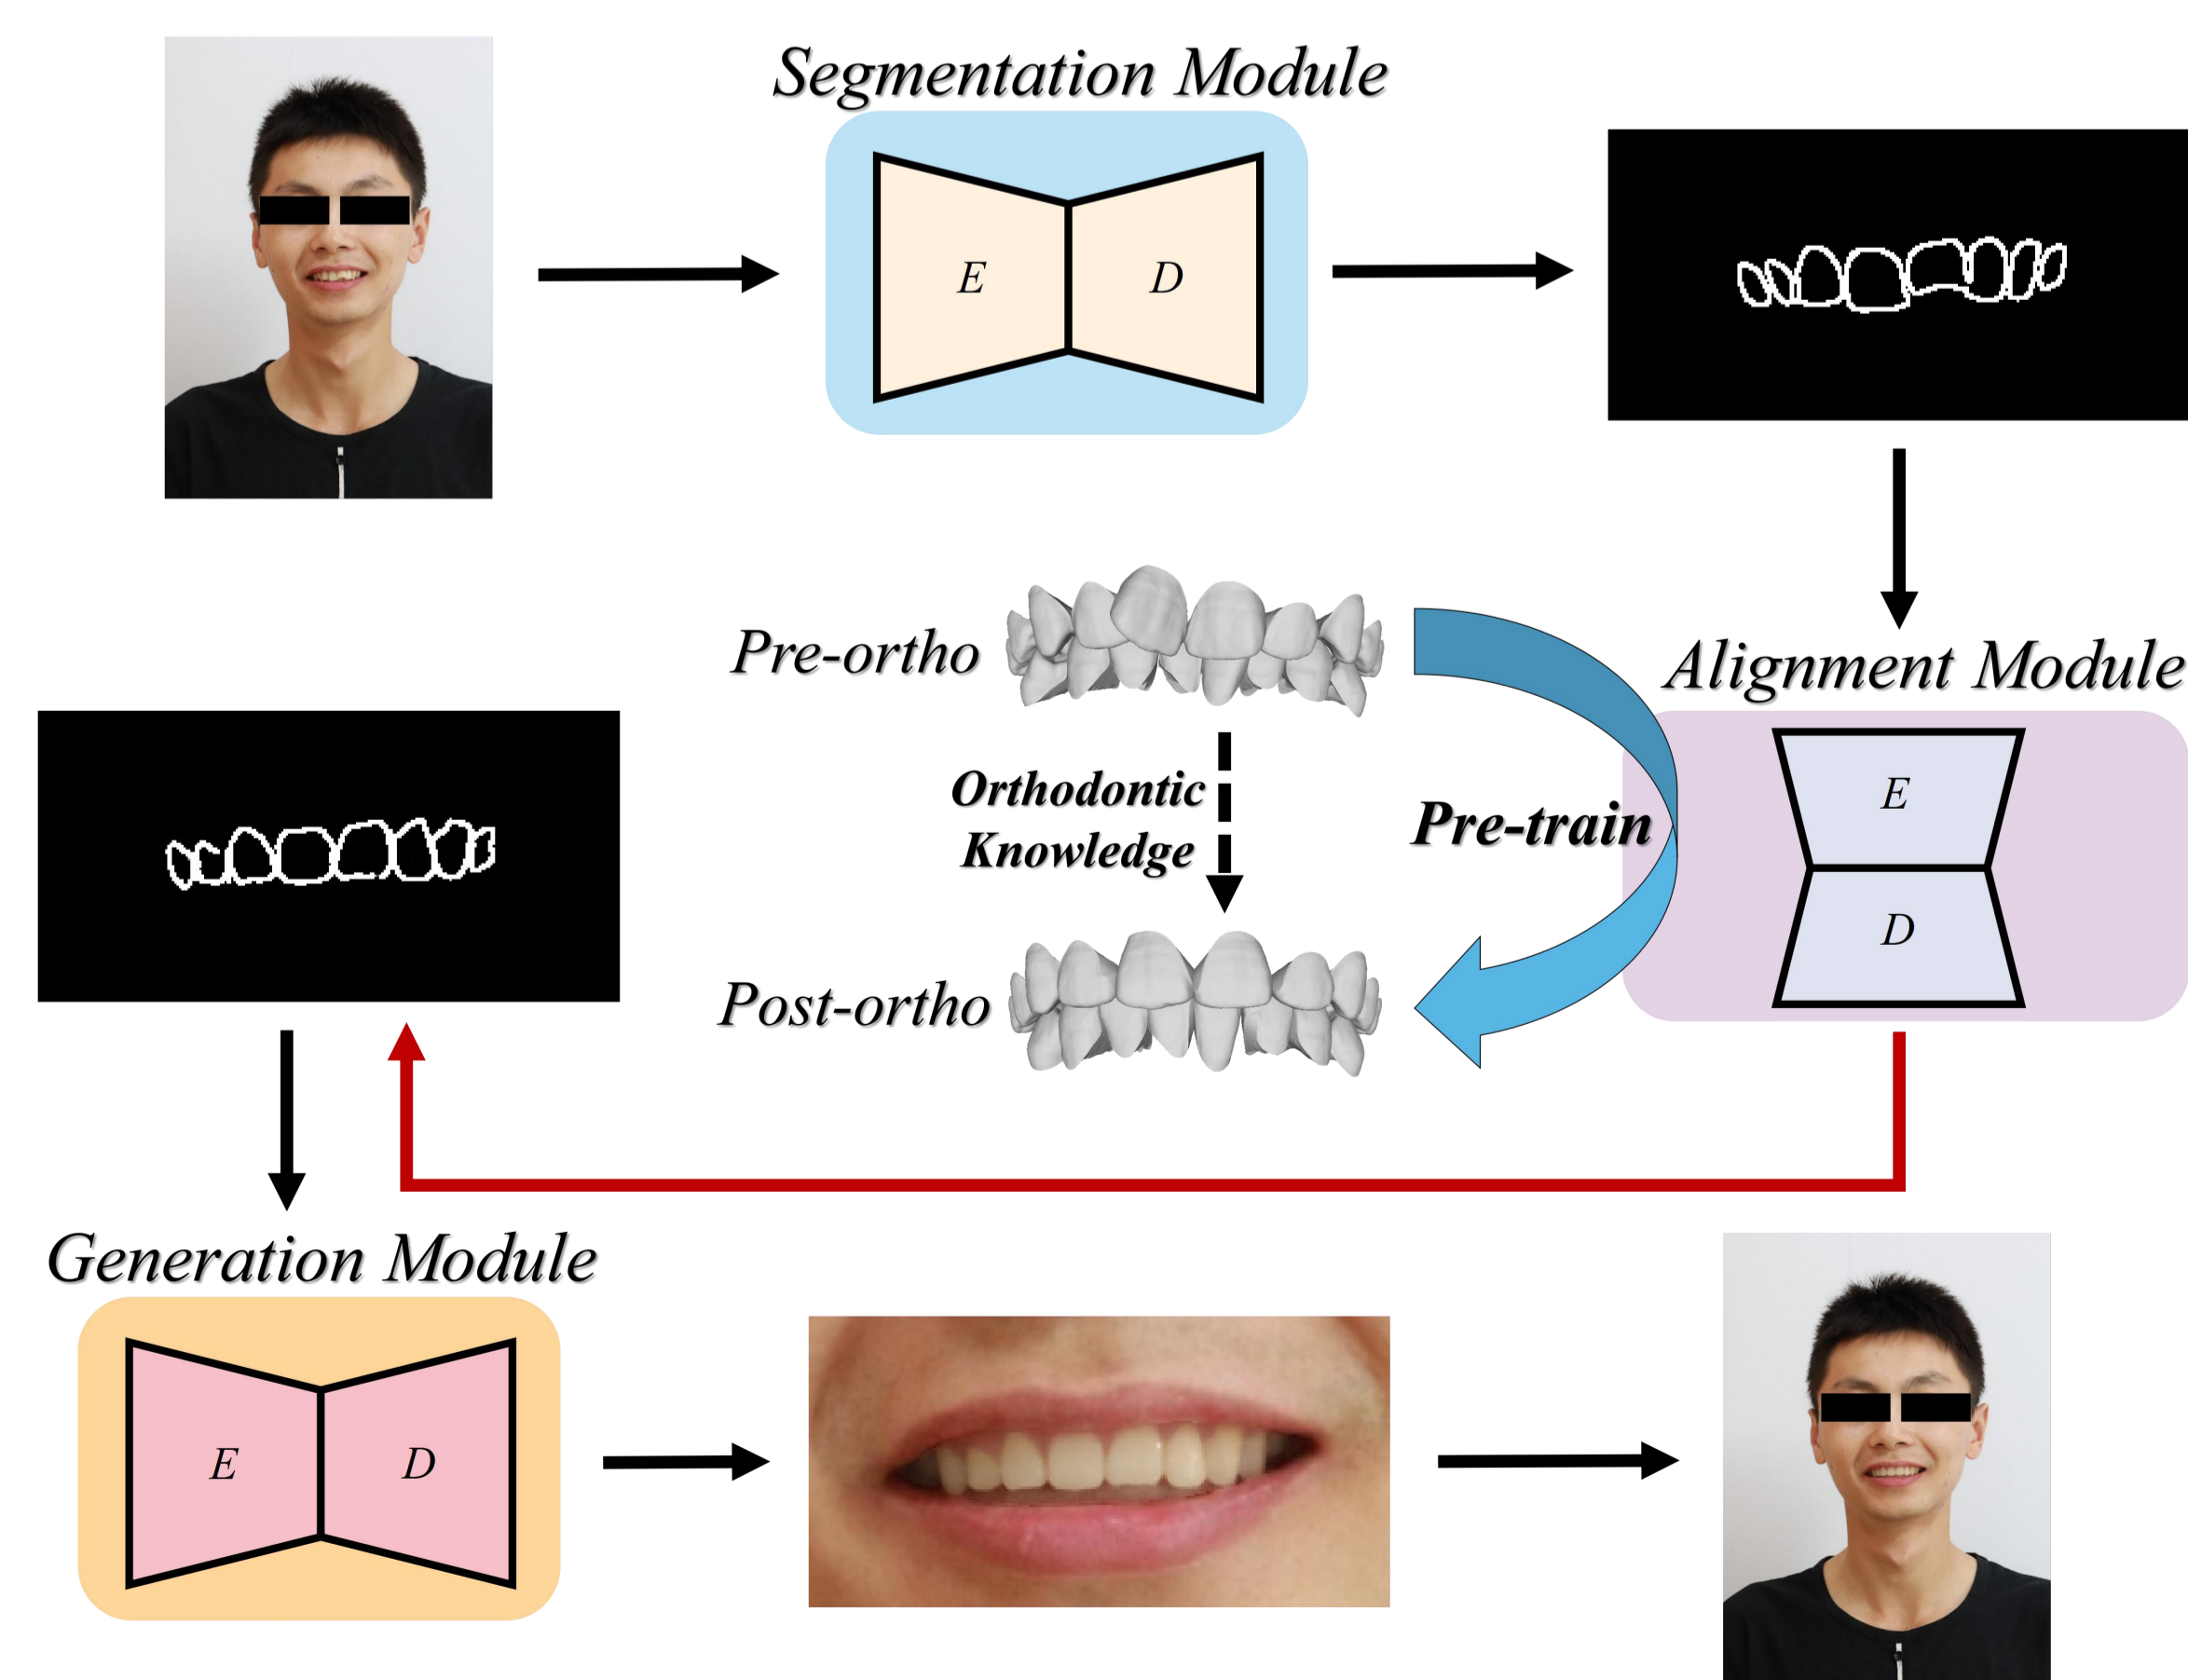 Segmentation Module
E
D
Pre-ortho
Alignment Module
Orthodontic
Knowledge
Pre-train
E
D
Post-ortho
Generation Module
E
D